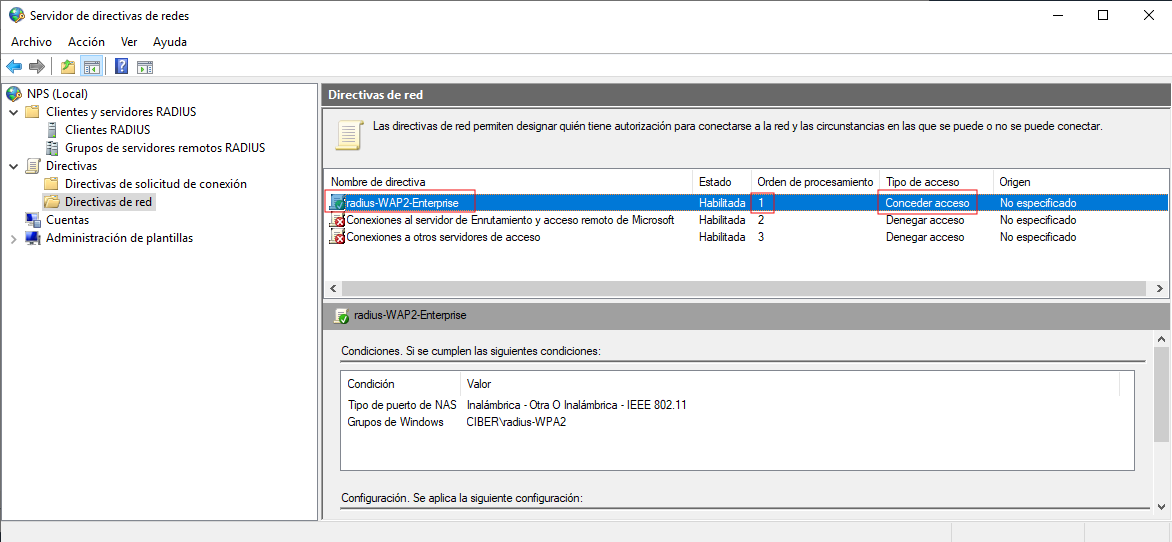 Servidor de directivas de redes
Archivo Acción Ver Ayuda
NPS (Local)
Clientes y servidores RADIUS
Clientes RADIUS
Grupos de servidores remotos RADIUS
Directivas
Directivas de solicitud de conexión
Directivas de red
Cuentas
Administración de plantillas
Directivas de red
Las directivas de red permiten designar quién tiene autorización para conectarse a la red y las circunstancias en las que se puede o no se puede conectar.
Nombre de directiva Estado Orden de procesamiento Tipo de acceso Origen
radius-WAP2-Enterprise Habilitada 1 Conceder acceso No especificado
Conexiones al servidor de Enrutamiento y acceso remoto de Microsoft Habilitada 2 Denegar acceso No especificado
Conexiones a otros servidores de acceso Habilitada 3 Denegar acceso No especificado
radius-WAP2-Enterprise
Condiciones. Si se cumplen las siguientes condiciones:
Condición Valor
Tipo de puerto de NAS Inalámbrica - Otra O Inalámbrica - IEEE 802.11
Grupos de Windows CIBER\radius-WPA2
Configuración. Se aplica la siguiente configuración: